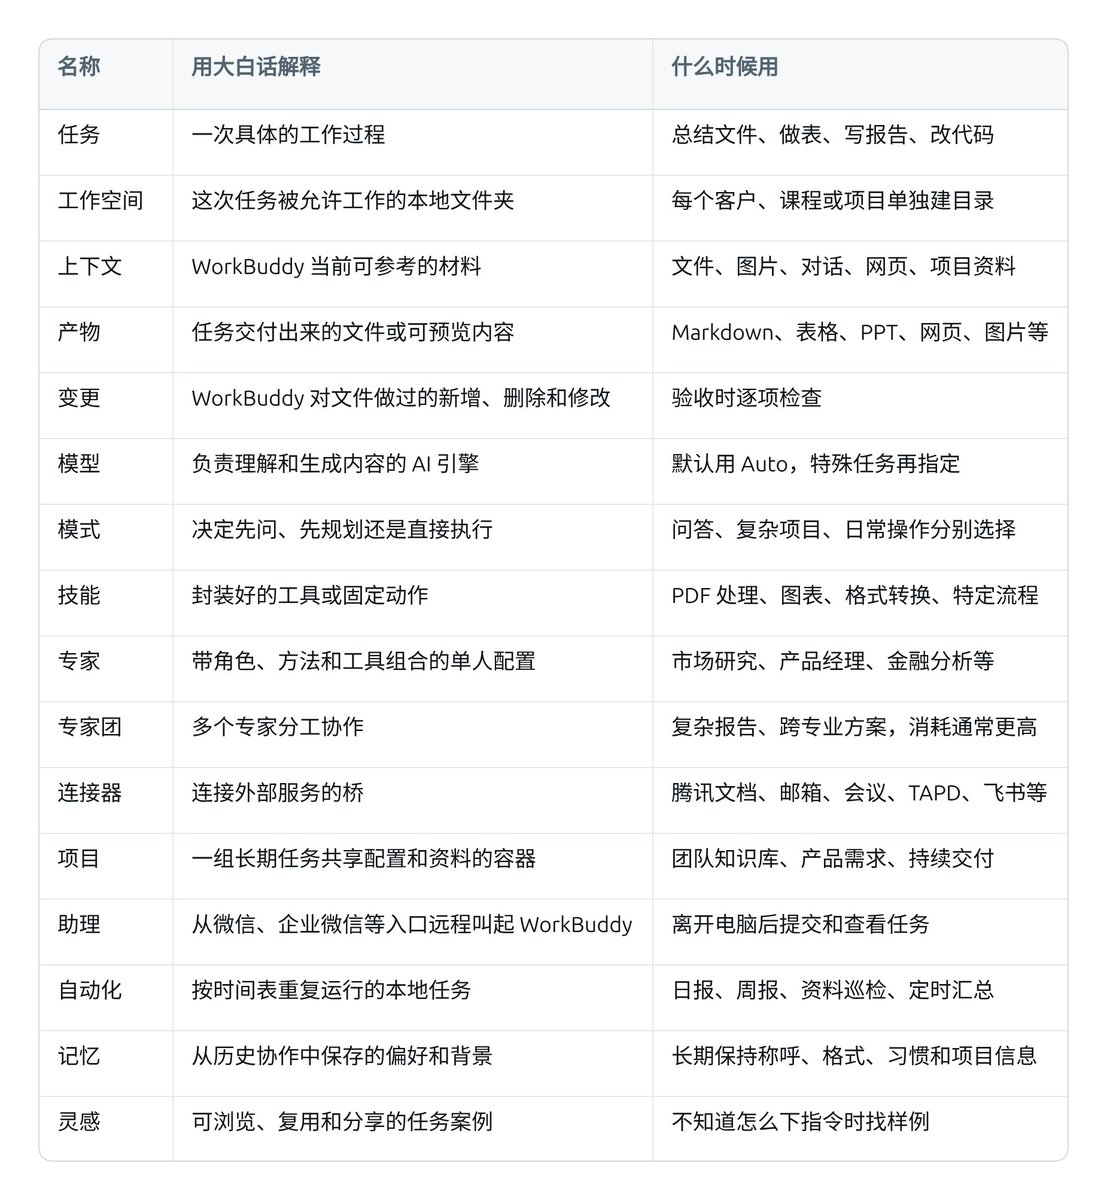 名称 用大白话解释 什么时候用
任务 一次具体的工作过程 总结文件、做表、写报告、改代码
工作空间 这次任务被允许工作的本地文件夹 每个客户、课程或项目单独建目录
上下文 WorkBuddy 当前可参考的材料 文件、图片、对话、网页、项目资料
产物 任务交付出来的文件或可预览内容 Markdown、表格、PPT、网页、图片等
变更 WorkBuddy 对文件做过的新增、删除和修改 验收时逐项检查
模型 负责理解和生成内容的 AI 引擎 默认用 Auto，特殊任务再指定
模式 决定先问、先规划还是直接执行 问答、复杂项目、日常操作分别选择
技能 封装好的工具或固定动作 PDF 处理、图表、格式转换、特定流程
专家 带角色、方法和工具组合的单人配置 市场研究、产品经理、金融分析等
专家团 多个专家分工协作 复杂报告、跨专业方案，消耗通常更高
连接器 连接外部服务的桥 腾讯文档、邮箱、会议、TAPD、飞书等
项目 一组长期任务共享配置和资料的容器 团队知识库、产品需求、持续交付
助理 从微信、企业微信等入口远程叫起 WorkBuddy 离开电脑后提交和查看任务
自动化 按时间表重复运行的本地任务 日报、周报、资料巡检、定时汇总
记忆 从历史协作中保存的偏好和背景 长期保持称呼、格式、习惯和项目信息
灵感 可浏览、复用和分享的任务案例 不知道怎么下指令时找样例